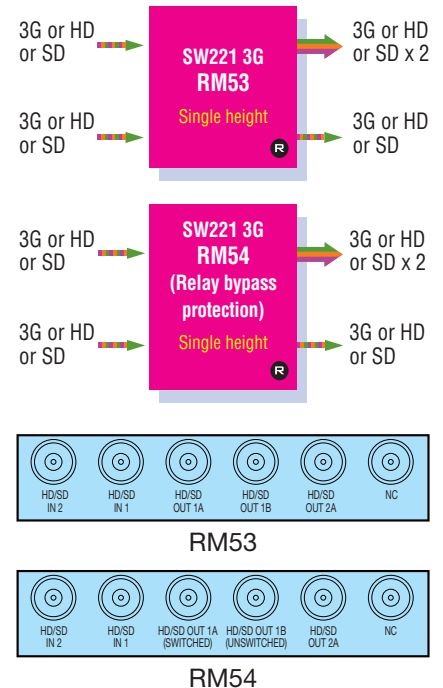 3G or HD
or SD
SW221 3G
RM53
Single height
R
3G or HD
or SD x 2
3G or HD
or SD
3G or HD
or SD
3G or HD
or SD
SW221 3G
RM54
(Relay bypass
protection)
Single height
R
3G or HD
or SD x 2
3G or HD
or SD
3G or HD
or SD
HD/SD
IN 2
HD/SD
IN 1
HD/SD
OUT 1A
HD/SD
OUT 1B
HD/SD
OUT 2A
NC
RM53
HD/SD
IN 2
HD/SD
IN 1
HD/SD OUT 1A
(SWITCHED)
HD/SD OUT 1B
(UNSWITCHED)
HD/SD
OUT 2A
NC
RM54